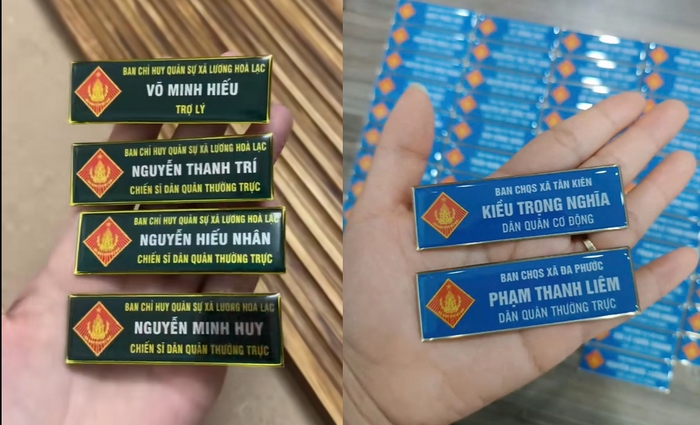 BAN CHỈ HUY QUÂN SỰ XÃ LƯƠNG HOÀ LẠC
VÕ MINH HIẾU
TRỢ LÝ
BAN CHỈ HUY QUÂN SỰ XÃ LƯƠNG HOÀ LẠC
NGUYỄN THANH TRÍ
CHIẾN SĨ DÂN QUÂN THƯỜNG TRỰC
BAN CHỈ HUY QUÂN SỰ XÃ LƯƠNG HOÀ LẠC
NGUYỄN HIẾU NHÂN
CHIẾN SĨ DÂN QUÂN THƯỜNG TRỰC
BAN CHỈ HUY QUÂN SỰ XÃ LƯƠNG HOÀ LẠC
NGUYỄN MINH HUY
CHIẾN SĨ DÂN QUÂN THƯỜNG TRỰC
BAN CHQS XÃ TÂN KIÊN
KIỀU TRỌNG NGHĨA
DÂN QUÂN CƠ ĐỘNG
BAN CHQS XÃ ĐA PHƯỚC
PHẠM THANH LIÊM
DÂN QUÂN THƯỜNG TRỰC